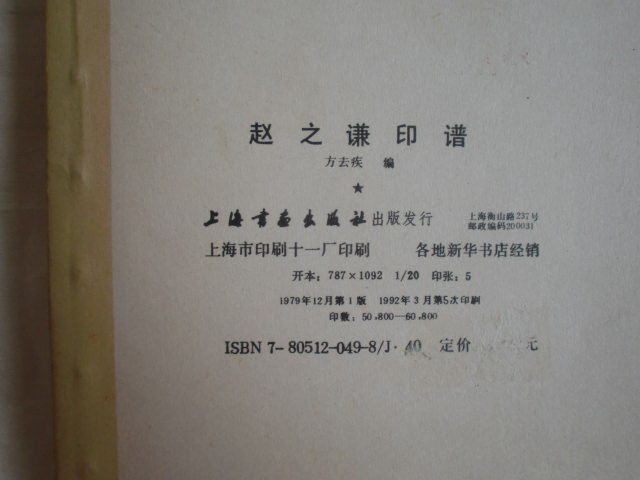 赵之谦印谱
方去疾 编
★
上海书画出版社出版发行 上海衡山路237号
邮政编码200031
上海市印刷十一厂印刷 各地新华书店经销
开本：787×1092 1/20 印张：5
1979年12月第1版 1992年3月第5次印刷
印数：50,800—60,800
ISBN 7-80512-049-8/J·40 定价 元